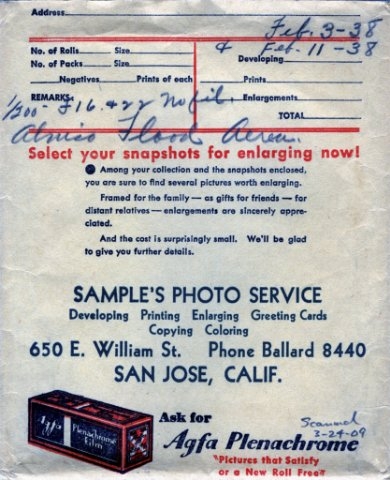 Address
Feb. 3-38
& Feb. 11-38
No. of Rolls Size
No. of Packs Size Developing
Negatives Prints of each Prints
REMARKS: Enlargements
1/300 - f16 & 22 No fil.
TOTAL
Alviso Flood Aerea.
Select your snapshots for enlarging now!
Among your collection and the snapshots enclosed,
you are sure to find several pictures worth enlarging.
Framed for the family — as gifts for friends — for
distant relatives — enlargements are sincerely appre-
ciated.
And the cost is surprisingly small. We'll be glad
to give you further details.
SAMPLE'S PHOTO SERVICE
Developing Printing Enlarging Greeting Cards
Copying Coloring
650 E. William St. Phone Ballard 8440
SAN JOSE, CALIF.
Agfa Plenachrome Film
Ask for
Agfa Plenachrome
"Pictures that Satisfy
or a New Roll Free"
Scanned
3-24-09